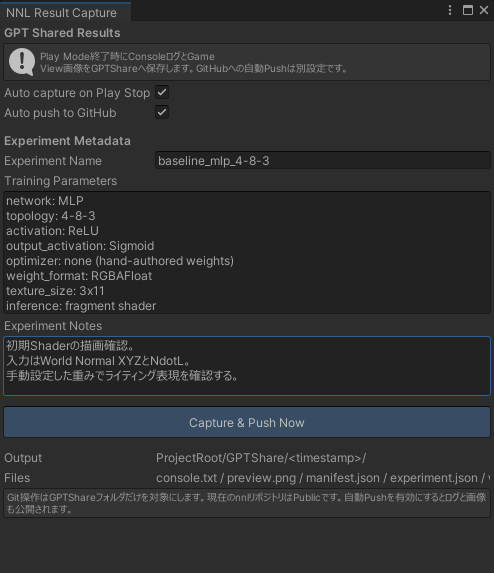 NNL Result Capture
GPT Shared Results
Play Mode終了時にConsoleログとGame
View画像をGPTShareへ保存します。GitHubへの自動Pushは別設定です。
Auto capture on Play Stop
Auto push to GitHub
Experiment Metadata
Experiment Name baseline_mlp_4-8-3
Training Parameters
network: MLP
topology: 4-8-3
activation: ReLU
output_activation: Sigmoid
optimizer: none (hand-authored weights)
weight_format: RGBAFloat
texture_size: 3x11
inference: fragment shader
Experiment Notes
初期Shaderの描画確認。
入力はWorld Normal XYZとNdotL。
手動設定した重みでライティング表現を確認する。
Capture & Push Now
Output ProjectRoot/GPTShare/<timestamp>/
Files console.txt / preview.png / manifest.json / experiment.json /
Git操作はGPTShareフォルダだけを対象にします。現在のnnlリポジトリはPublicです。自動Pushを有効にするとログと画像
も公開されます。